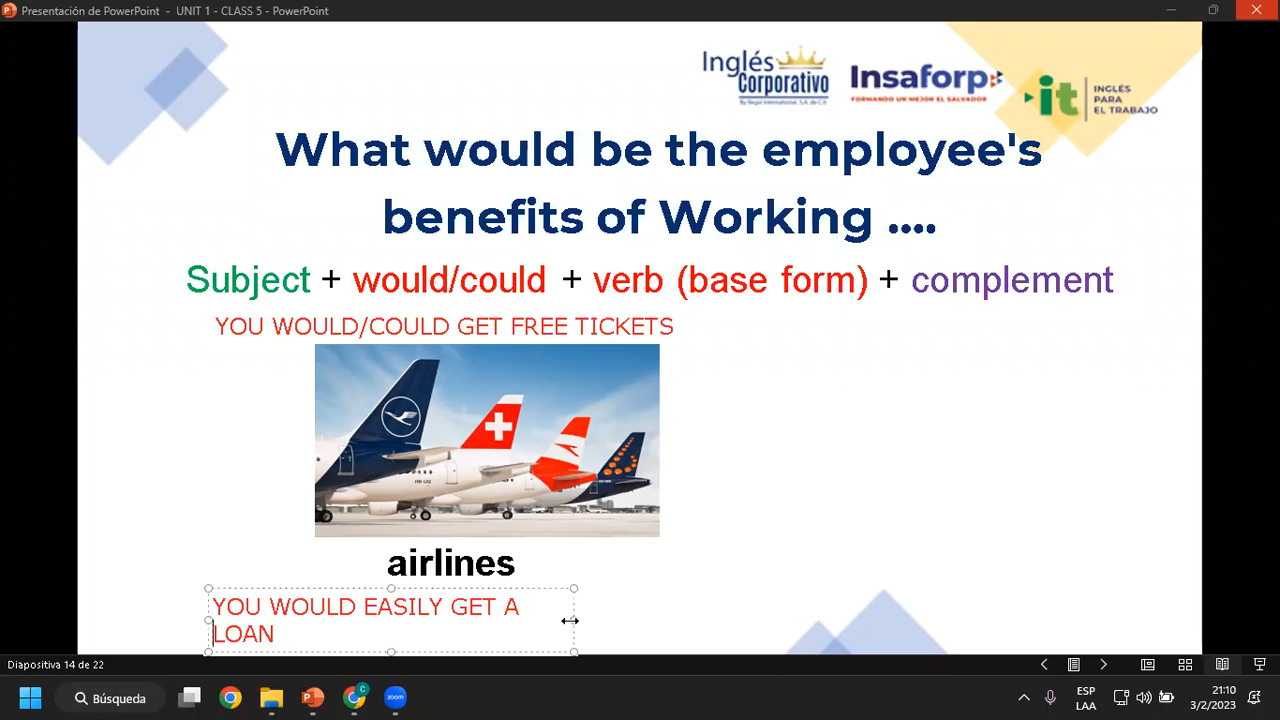 Presentación de PowerPoint - UNIT 1 - CLASS 5 - PowerPoint
Inglés
Corporativo
By Regal International, S.A. de C.V.
Insaforp
FORMANDO UN MEJOR EL SALVADOR
it
INGLÉS
PARA
EL TRABAJO
What would be the employee's
benefits of Working ....
Subject + would/could + verb (base form) + complement
YOU WOULD/COULD GET FREE TICKETS
airlines
YOU WOULD EASILY GET A
LOAN
Diapositiva 14 de 22
Búsqueda
ESP
LAA
21:10
3/2/2023